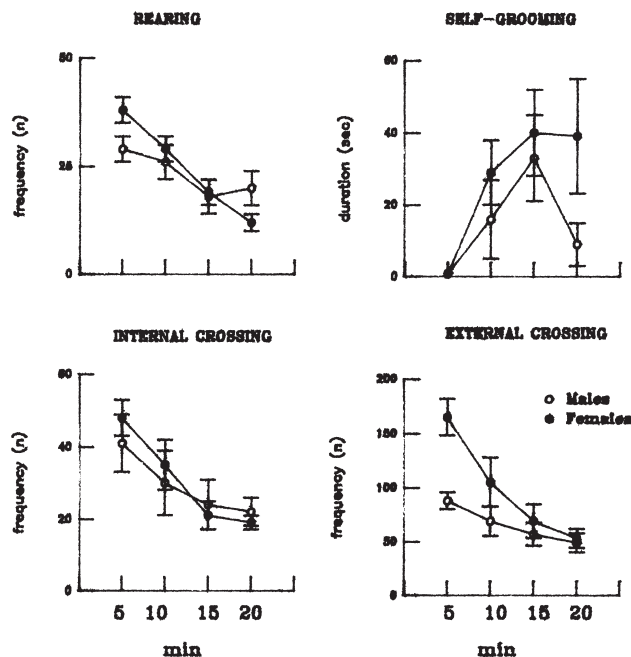 REARING
SELF-GROOMING
50
25
0
frequency (n)
60
40
20
0
duration (sec)
INTERNAL CROSSING
EXTERNAL CROSSING
60
40
20
0
frequency (n)
5 10 15 20
min
200
150
100
50
0
frequency (n)
Males
Females
5 10 15 20
min